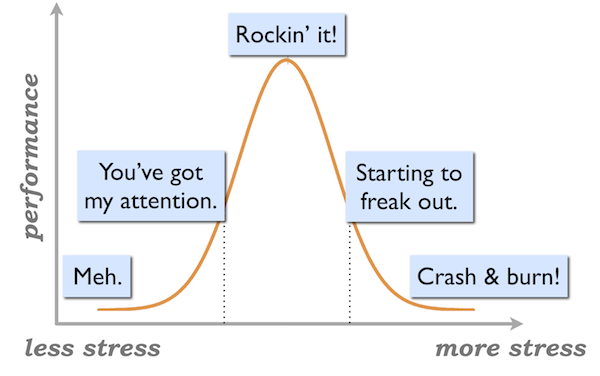 Rockin’ it!
performance
You’ve got
my attention.
Starting to
freak out.
Meh.
Crash & burn!
less stress
more stress